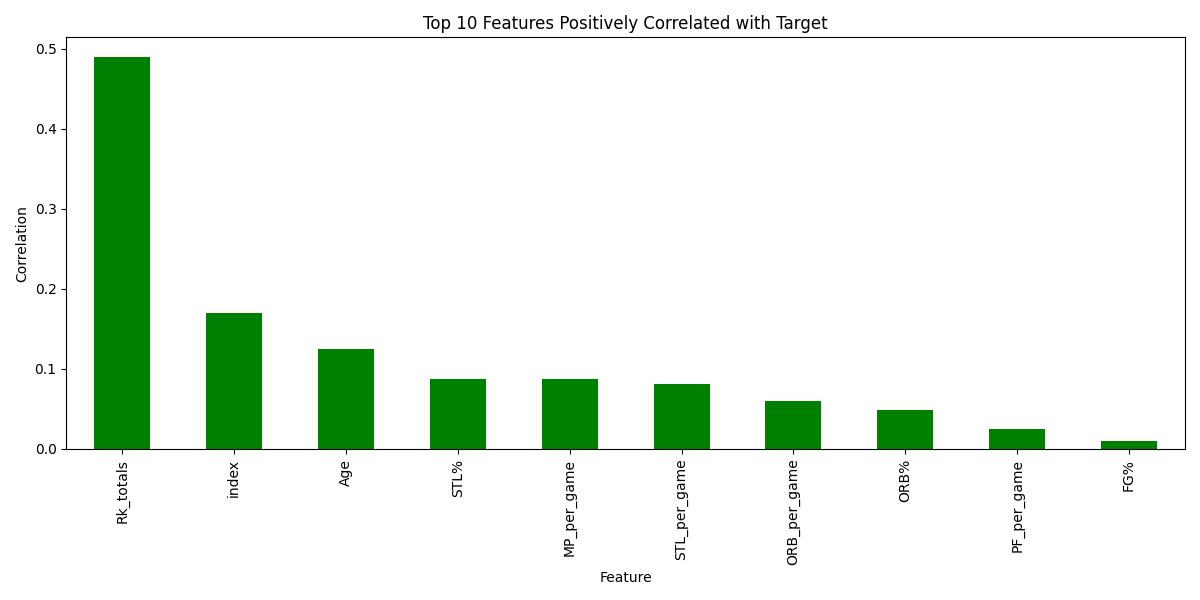 Top 10 Features Positively Correlated with Target
Correlation
0.5
0.4
0.3
0.2
0.1
0.0
Rk_totals
index
Age
STL%
MP_per_game
STL_per_game
ORB_per_game
ORB%
PF_per_game
FG%
Feature